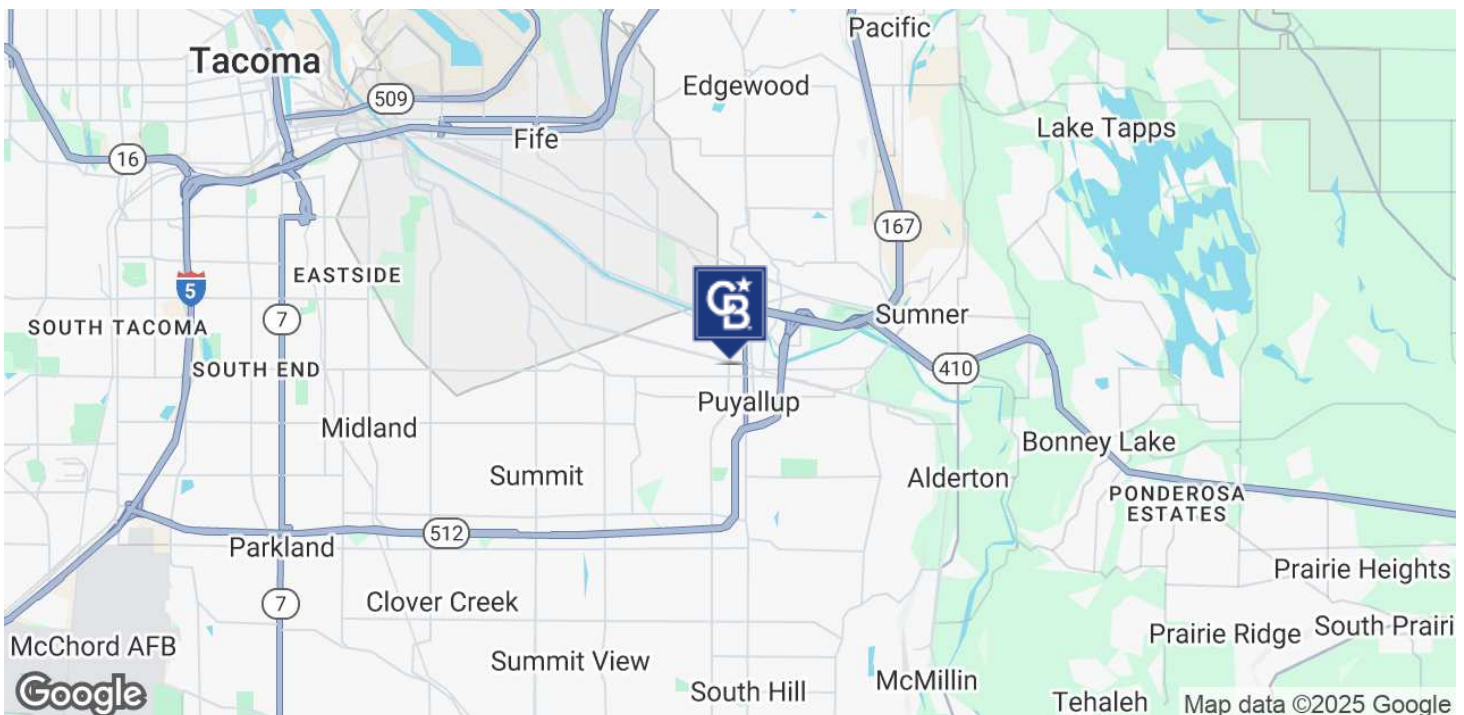 Pacific
Tacoma
Edgewood
509
Lake Tapps
Fife
16
167
EASTSIDE
5
CB
SOUTH TACOMA
7
Sumner
SOUTH END
410
Puyallup
Midland
Bonney Lake
Summit
Alderton
PONDEROSA
ESTATES
512
Parkland
Prairie Heights
7
Clover Creek
Prairie Ridge
South Prairi
McChord AFB
Summit View
McMillin
South Hill
Google
Tehaleh
Map data ©2025 Google